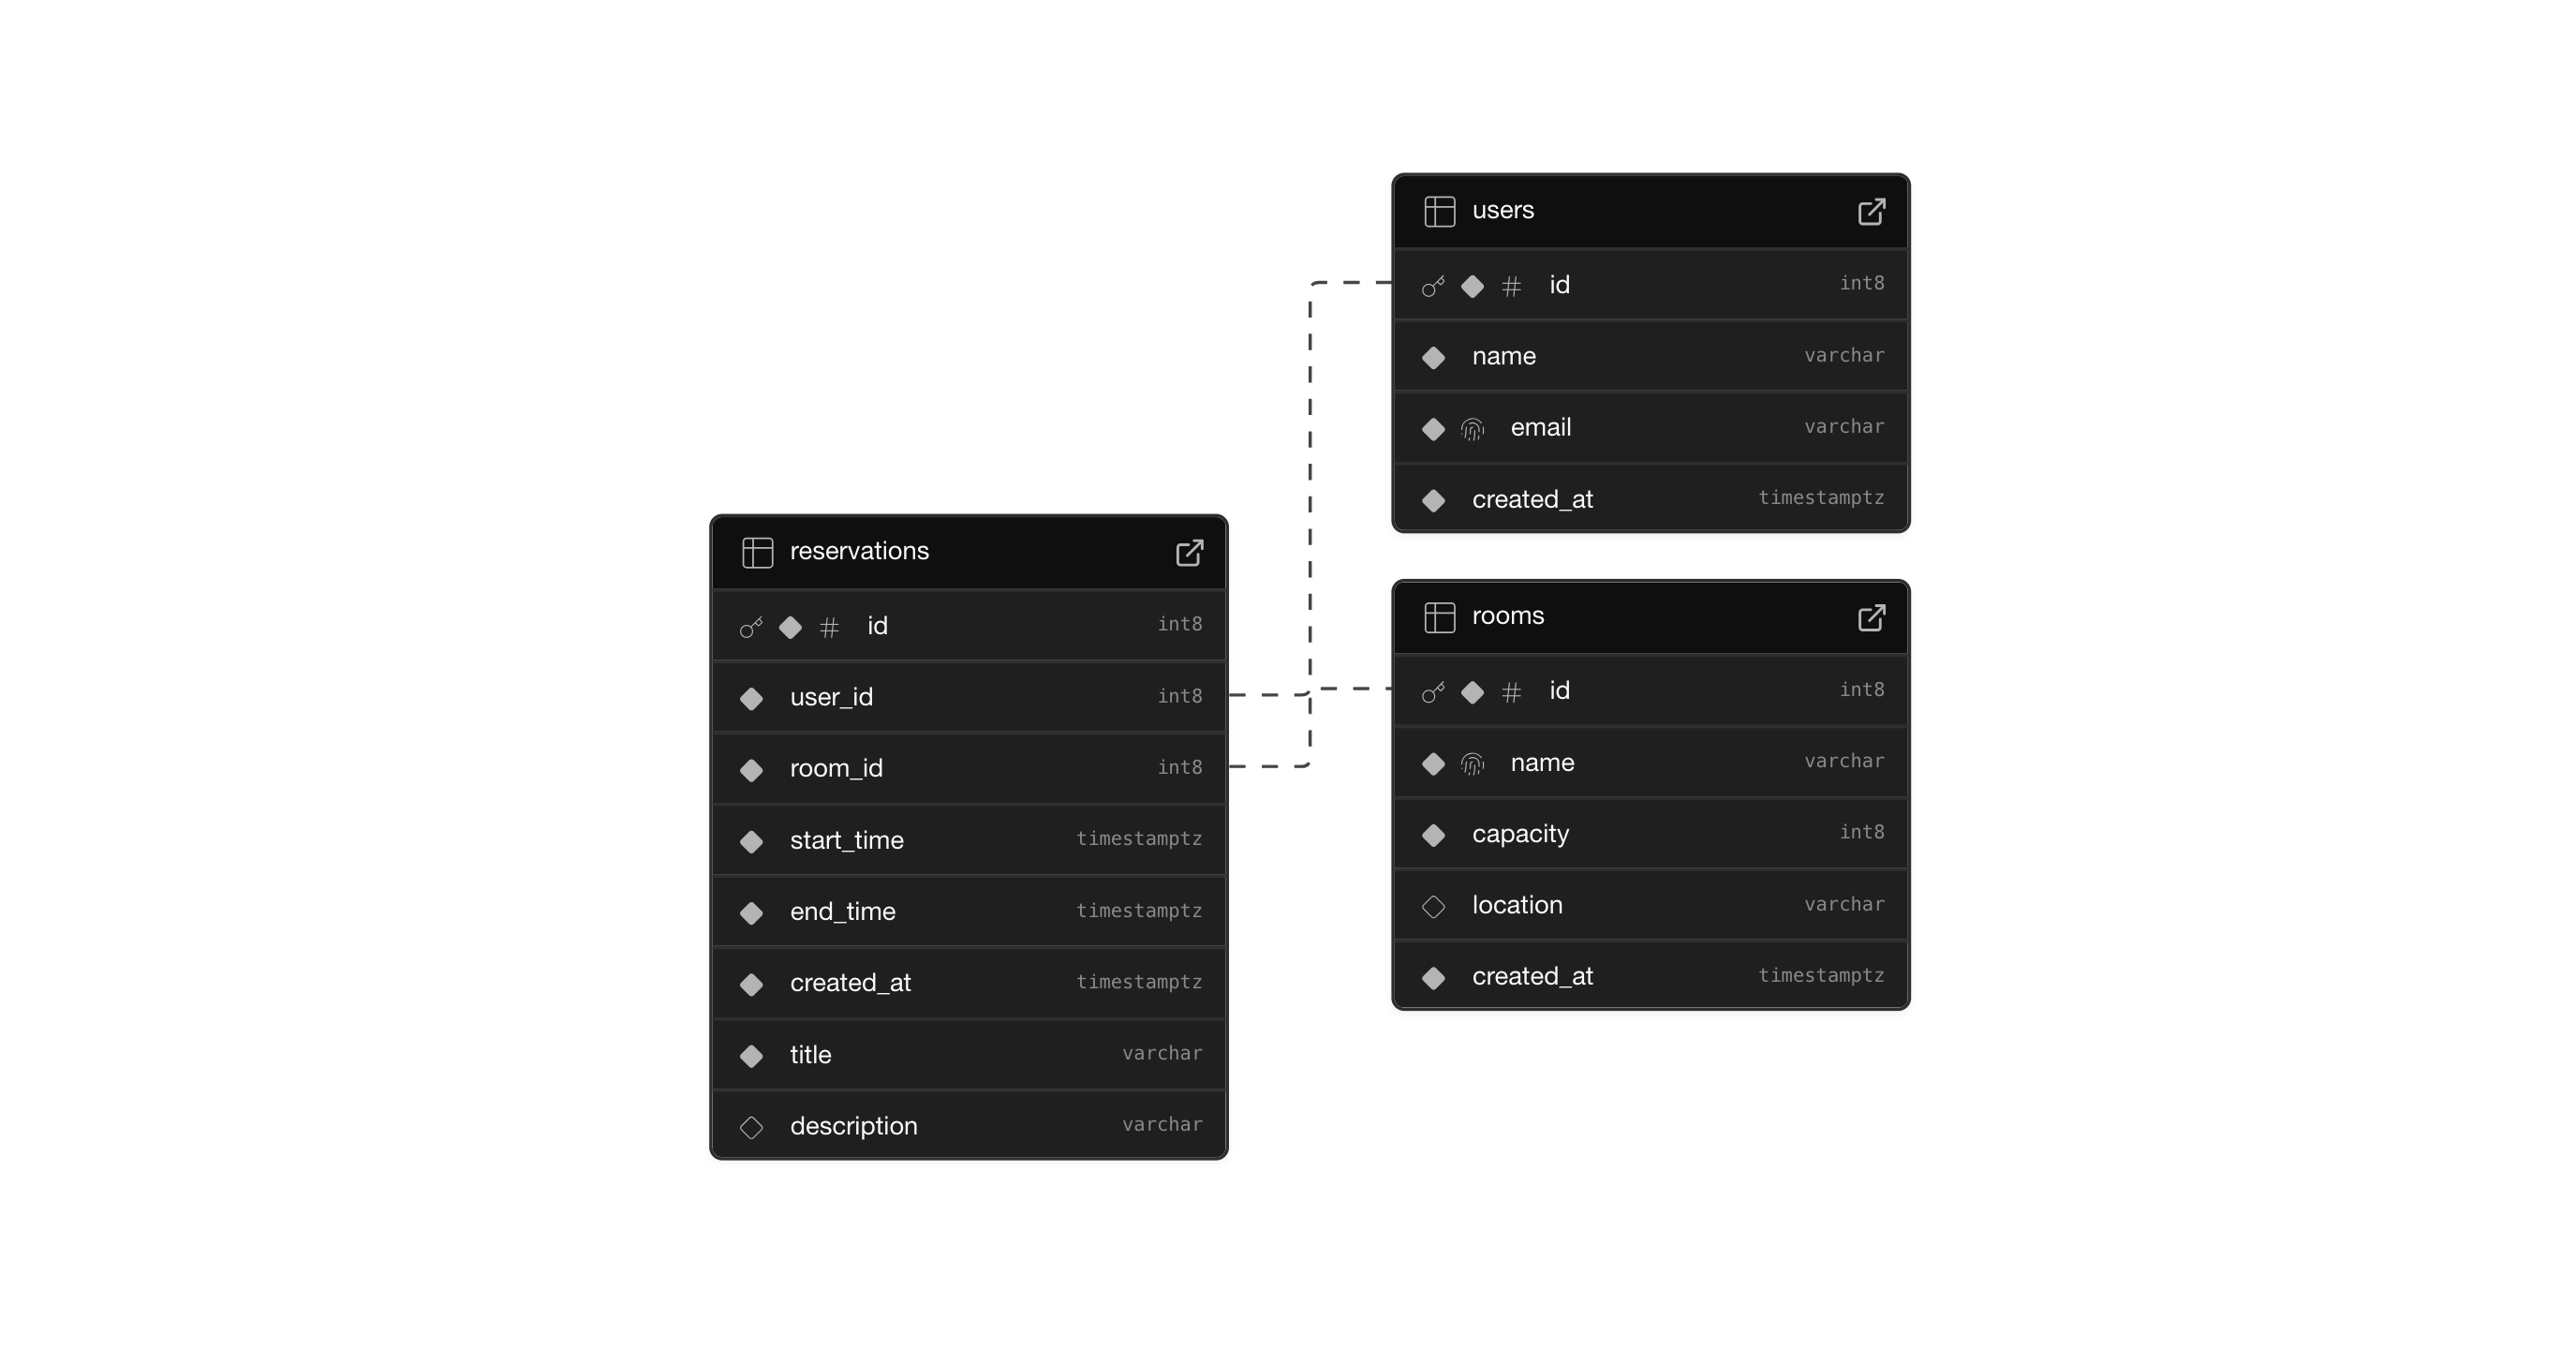 users
id int8
name varchar
email varchar
created_at timestamptz
reservations
id int8
user_id int8
room_id int8
start_time timestamptz
end_time timestamptz
created_at timestamptz
title varchar
description varchar
rooms
id int8
name varchar
capacity int8
location varchar
created_at timestamptz